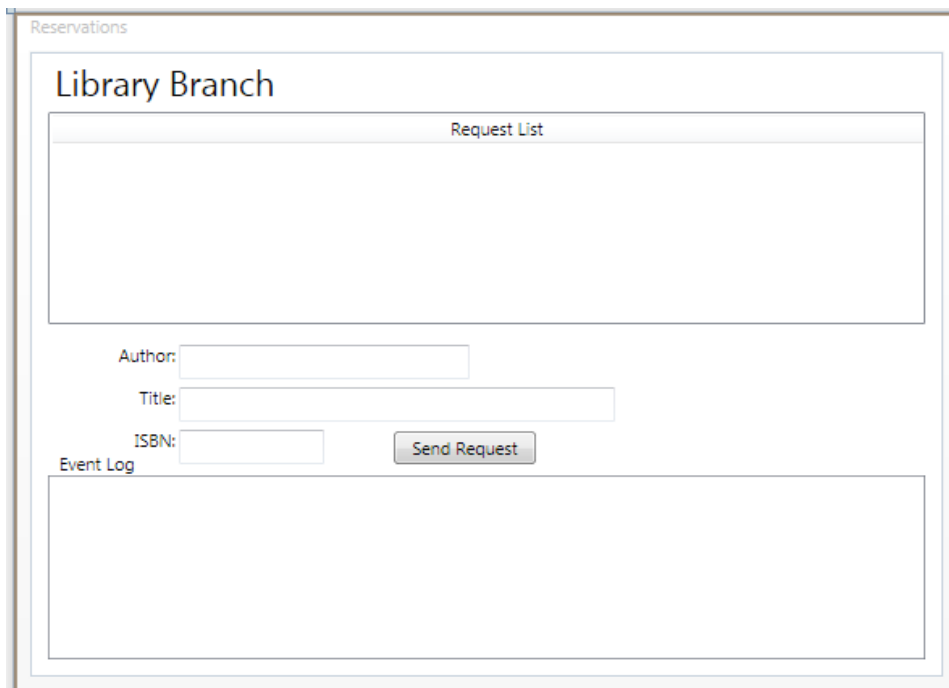 Reservations
Library Branch
Request List
Author:
Title:
ISBN:
Send Request
Event Log